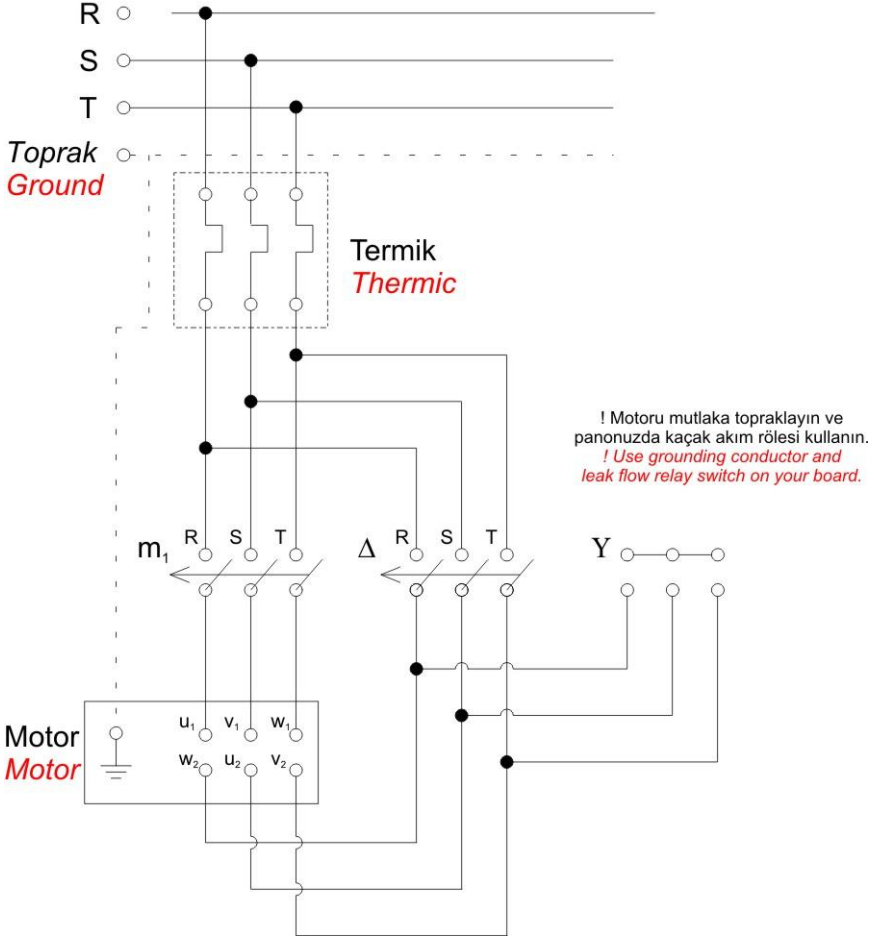 R
S
T
Toprak
Ground
Termik
Thermic
! Motoru mutlaka topraklayın ve
panonuzda kaçak akım rölesi kullanın.
! Use grounding conductor and
leak flow relay switch on your board.
m₁ R S T Δ R S T Y
Motor
Motor
u₁ v₁ w₁
w₂ u₂ v₂